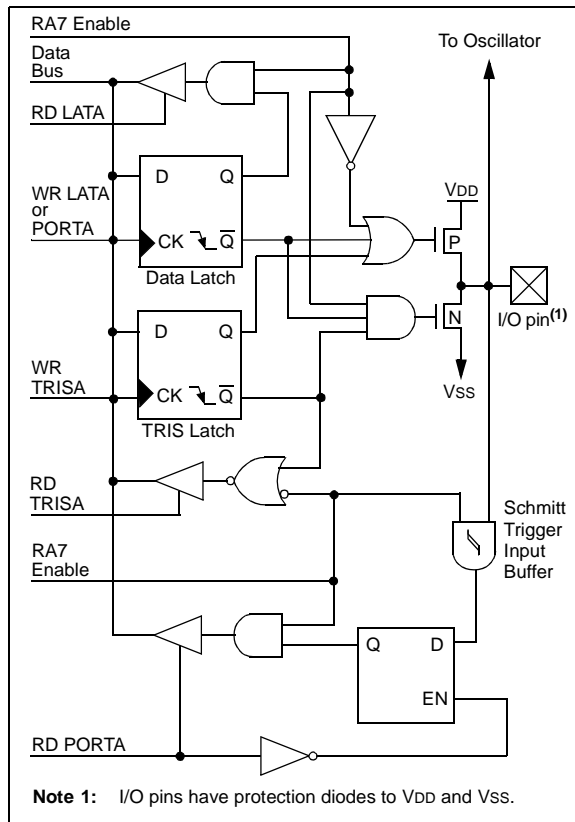 RA7 Enable
Data
Bus
To Oscillator
RD LATA
VDD
D Q
WR LATA
or
PORTA
P
CK Q̅
Data Latch
I/O pin(1)
N
D Q
WR
TRISA
CK Q̅
VSS
TRIS Latch
RD
TRISA
Schmitt
Trigger
Input
Buffer
RA7
Enable
Q D
EN
RD PORTA
Note 1: I/O pins have protection diodes to VDD and VSS.